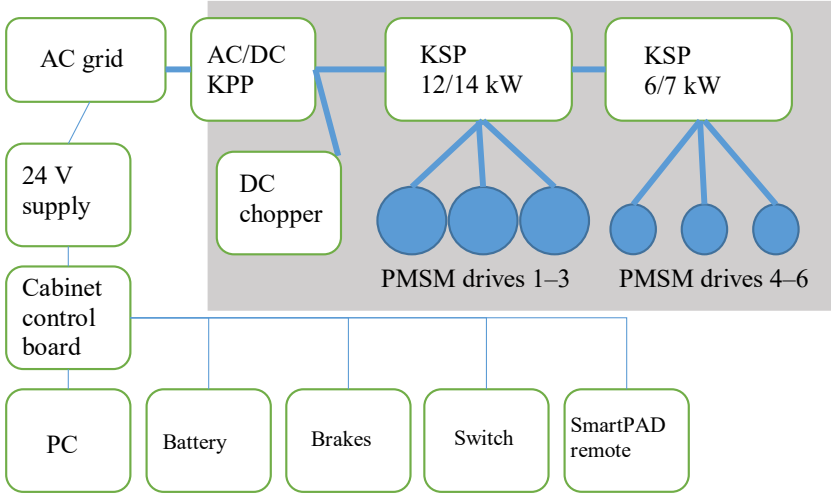 AC grid
AC/DC
KPP
KSP
12/14 kW
KSP
6/7 kW
24 V
supply
DC
chopper
PMSM drives 1–3
PMSM drives 4–6
Cabinet
control
board
PC
Battery
Brakes
Switch
SmartPAD
remote